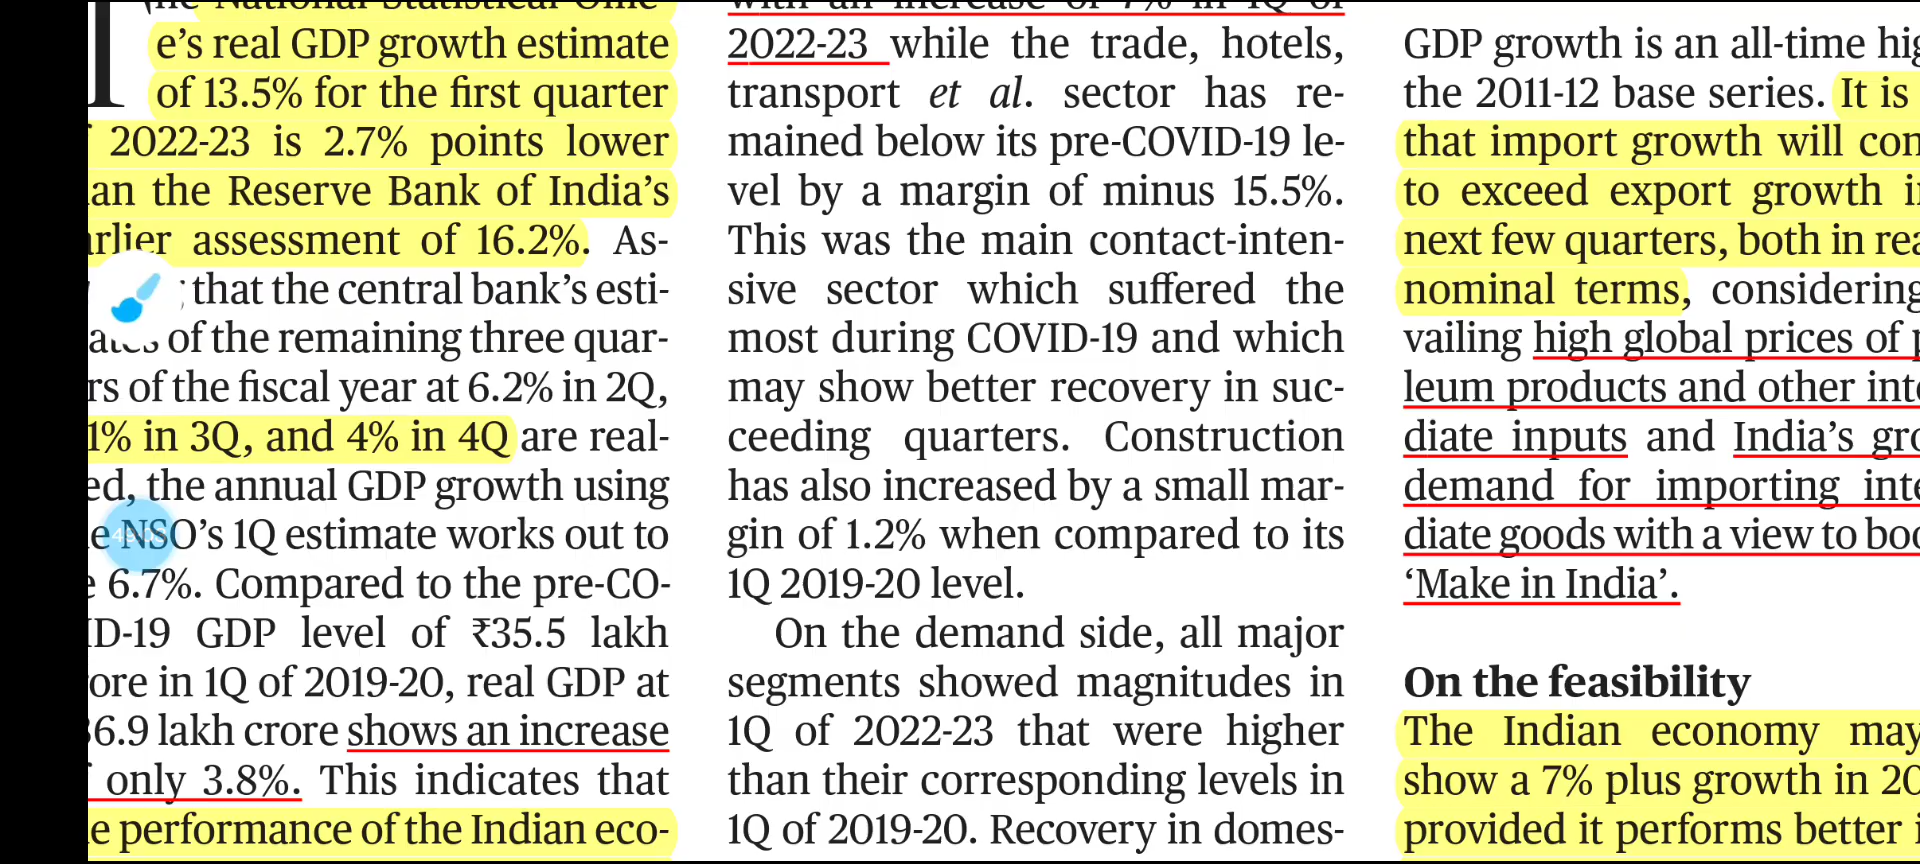 e's real GDP growth estimate
of 13.5% for the first quarter
2022-23 is 2.7% points lower
the Reserve Bank of India's
assessment of 16.2%. As-
that the central bank's esti-
of the remaining three quar-
of the fiscal year at 6.2% in 2Q,
1% in 3Q, and 4% in 4Q are real-
ed, the annual GDP growth using
NSO's 1Q estimate works out to
6.7%. Compared to the pre-CO-
ID-19 GDP level of ₹35.5 lakh
ore in 1Q of 2019-20, real GDP at
6.9 lakh crore shows an increase
only 3.8%. This indicates that
e performance of the Indian eco-
with an increase of 7% in 1Q of
2022-23 while the trade, hotels,
transport et al. sector has re-
mained below its pre-COVID-19 le-
vel by a margin of minus 15.5%.
This was the main contact-inten-
sive sector which suffered the
most during COVID-19 and which
may show better recovery in suc-
ceeding quarters. Construction
has also increased by a small mar-
gin of 1.2% when compared to its
1Q 2019-20 level.
On the demand side, all major
segments showed magnitudes in
1Q of 2022-23 that were higher
than their corresponding levels in
1Q of 2019-20. Recovery in domes-
GDP growth is an all-time hig
the 2011-12 base series. It is
that import growth will con
to exceed export growth i
next few quarters, both in rea
nominal terms, considering
vailing high global prices of p
leum products and other inte
diate inputs and India's gro
demand for importing inte
diate goods with a view to boo
'Make in India'.
On the feasibility
The Indian economy may
show a 7% plus growth in 20
provided it performs better i